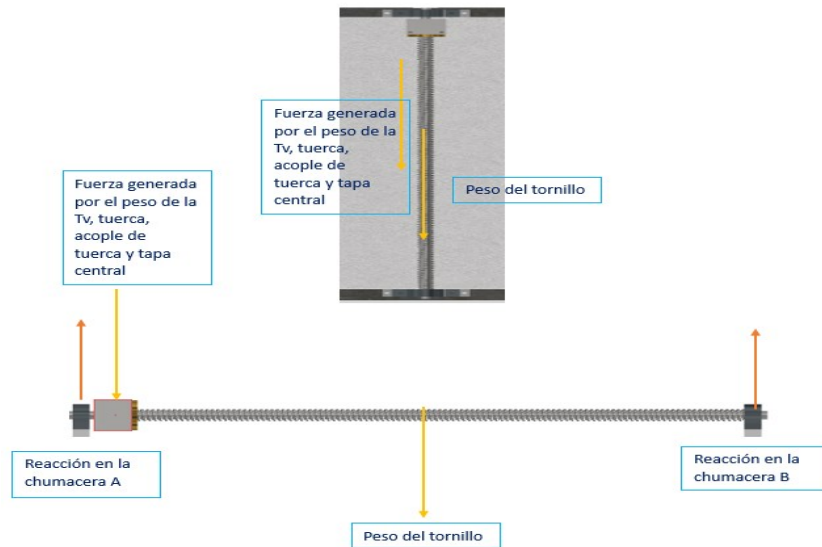 Fuerza generada
por el peso de la
Tv, tuerca,
acople de
tuerca y tapa
central
Peso del tornillo
Fuerza generada
por el peso de la
Tv, tuerca,
acople de
tuerca y tapa
central
Reacción en la
chumacera A
Reacción en la
chumacera B
Peso del tornillo